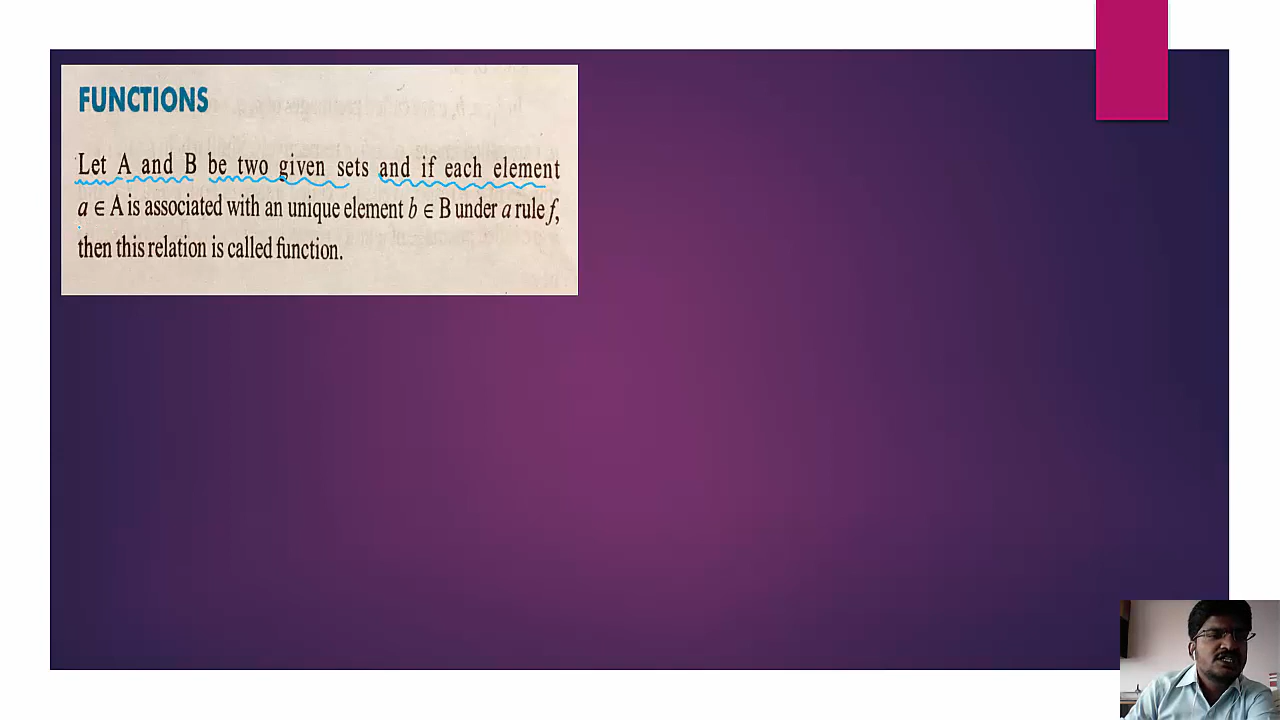 FUNCTIONS
Let A and B be two given sets and if each element
a ∈ A is associated with an unique element b ∈ B under a rule f,
then this relation is called function.